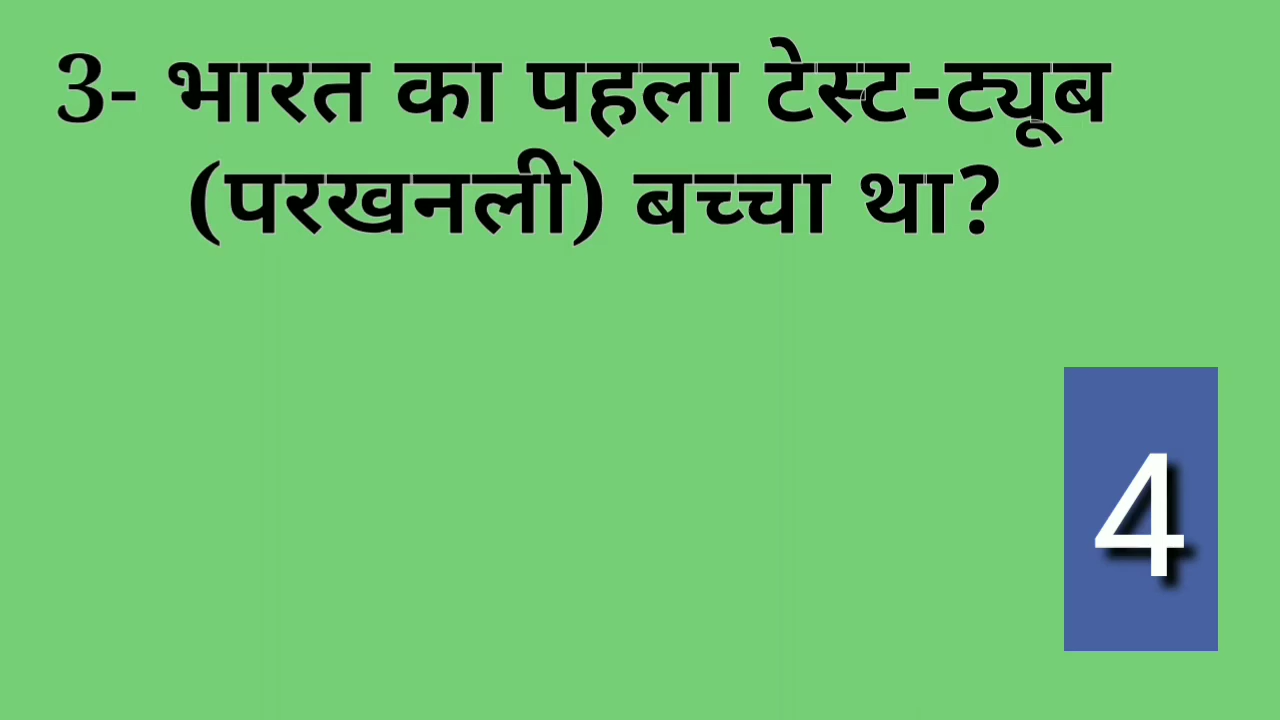 3- भारत का पहला टेस्ट-ट्यूब
(परखनली) बच्चा था?
4